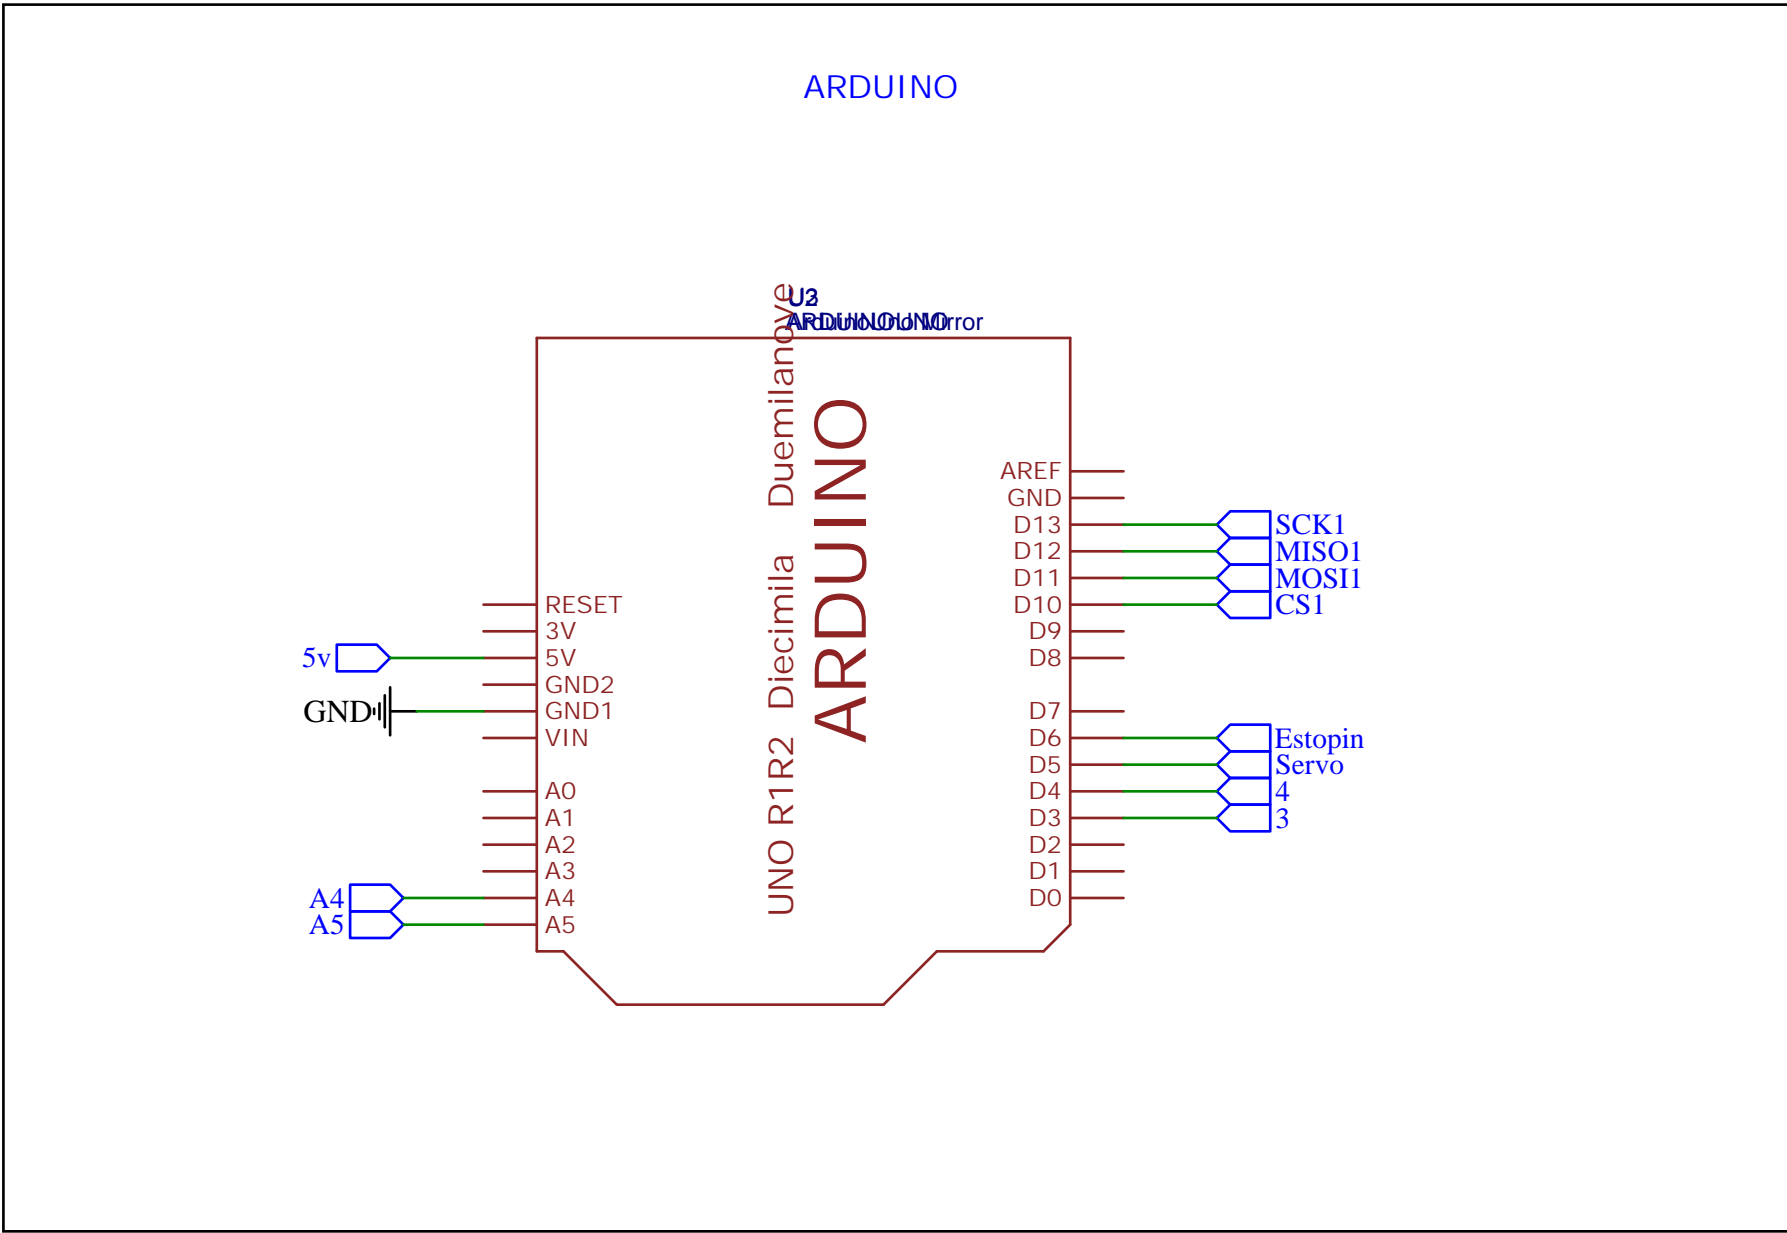 ARDUINO
Duemilanove
Diecimila
UNO R1R2
ARDUINO
RESET
3V
5v
5V
GND2
GND
GND1
VIN
A0
A1
A2
A3
A4
A4
A5
A5
AREF
GND
D13
SCK1
D12
MISO1
D11
MOSI1
D10
CS1
D9
D8
D7
D6
Estopin
D5
Servo
D4
4
D3
3
D2
D1
D0